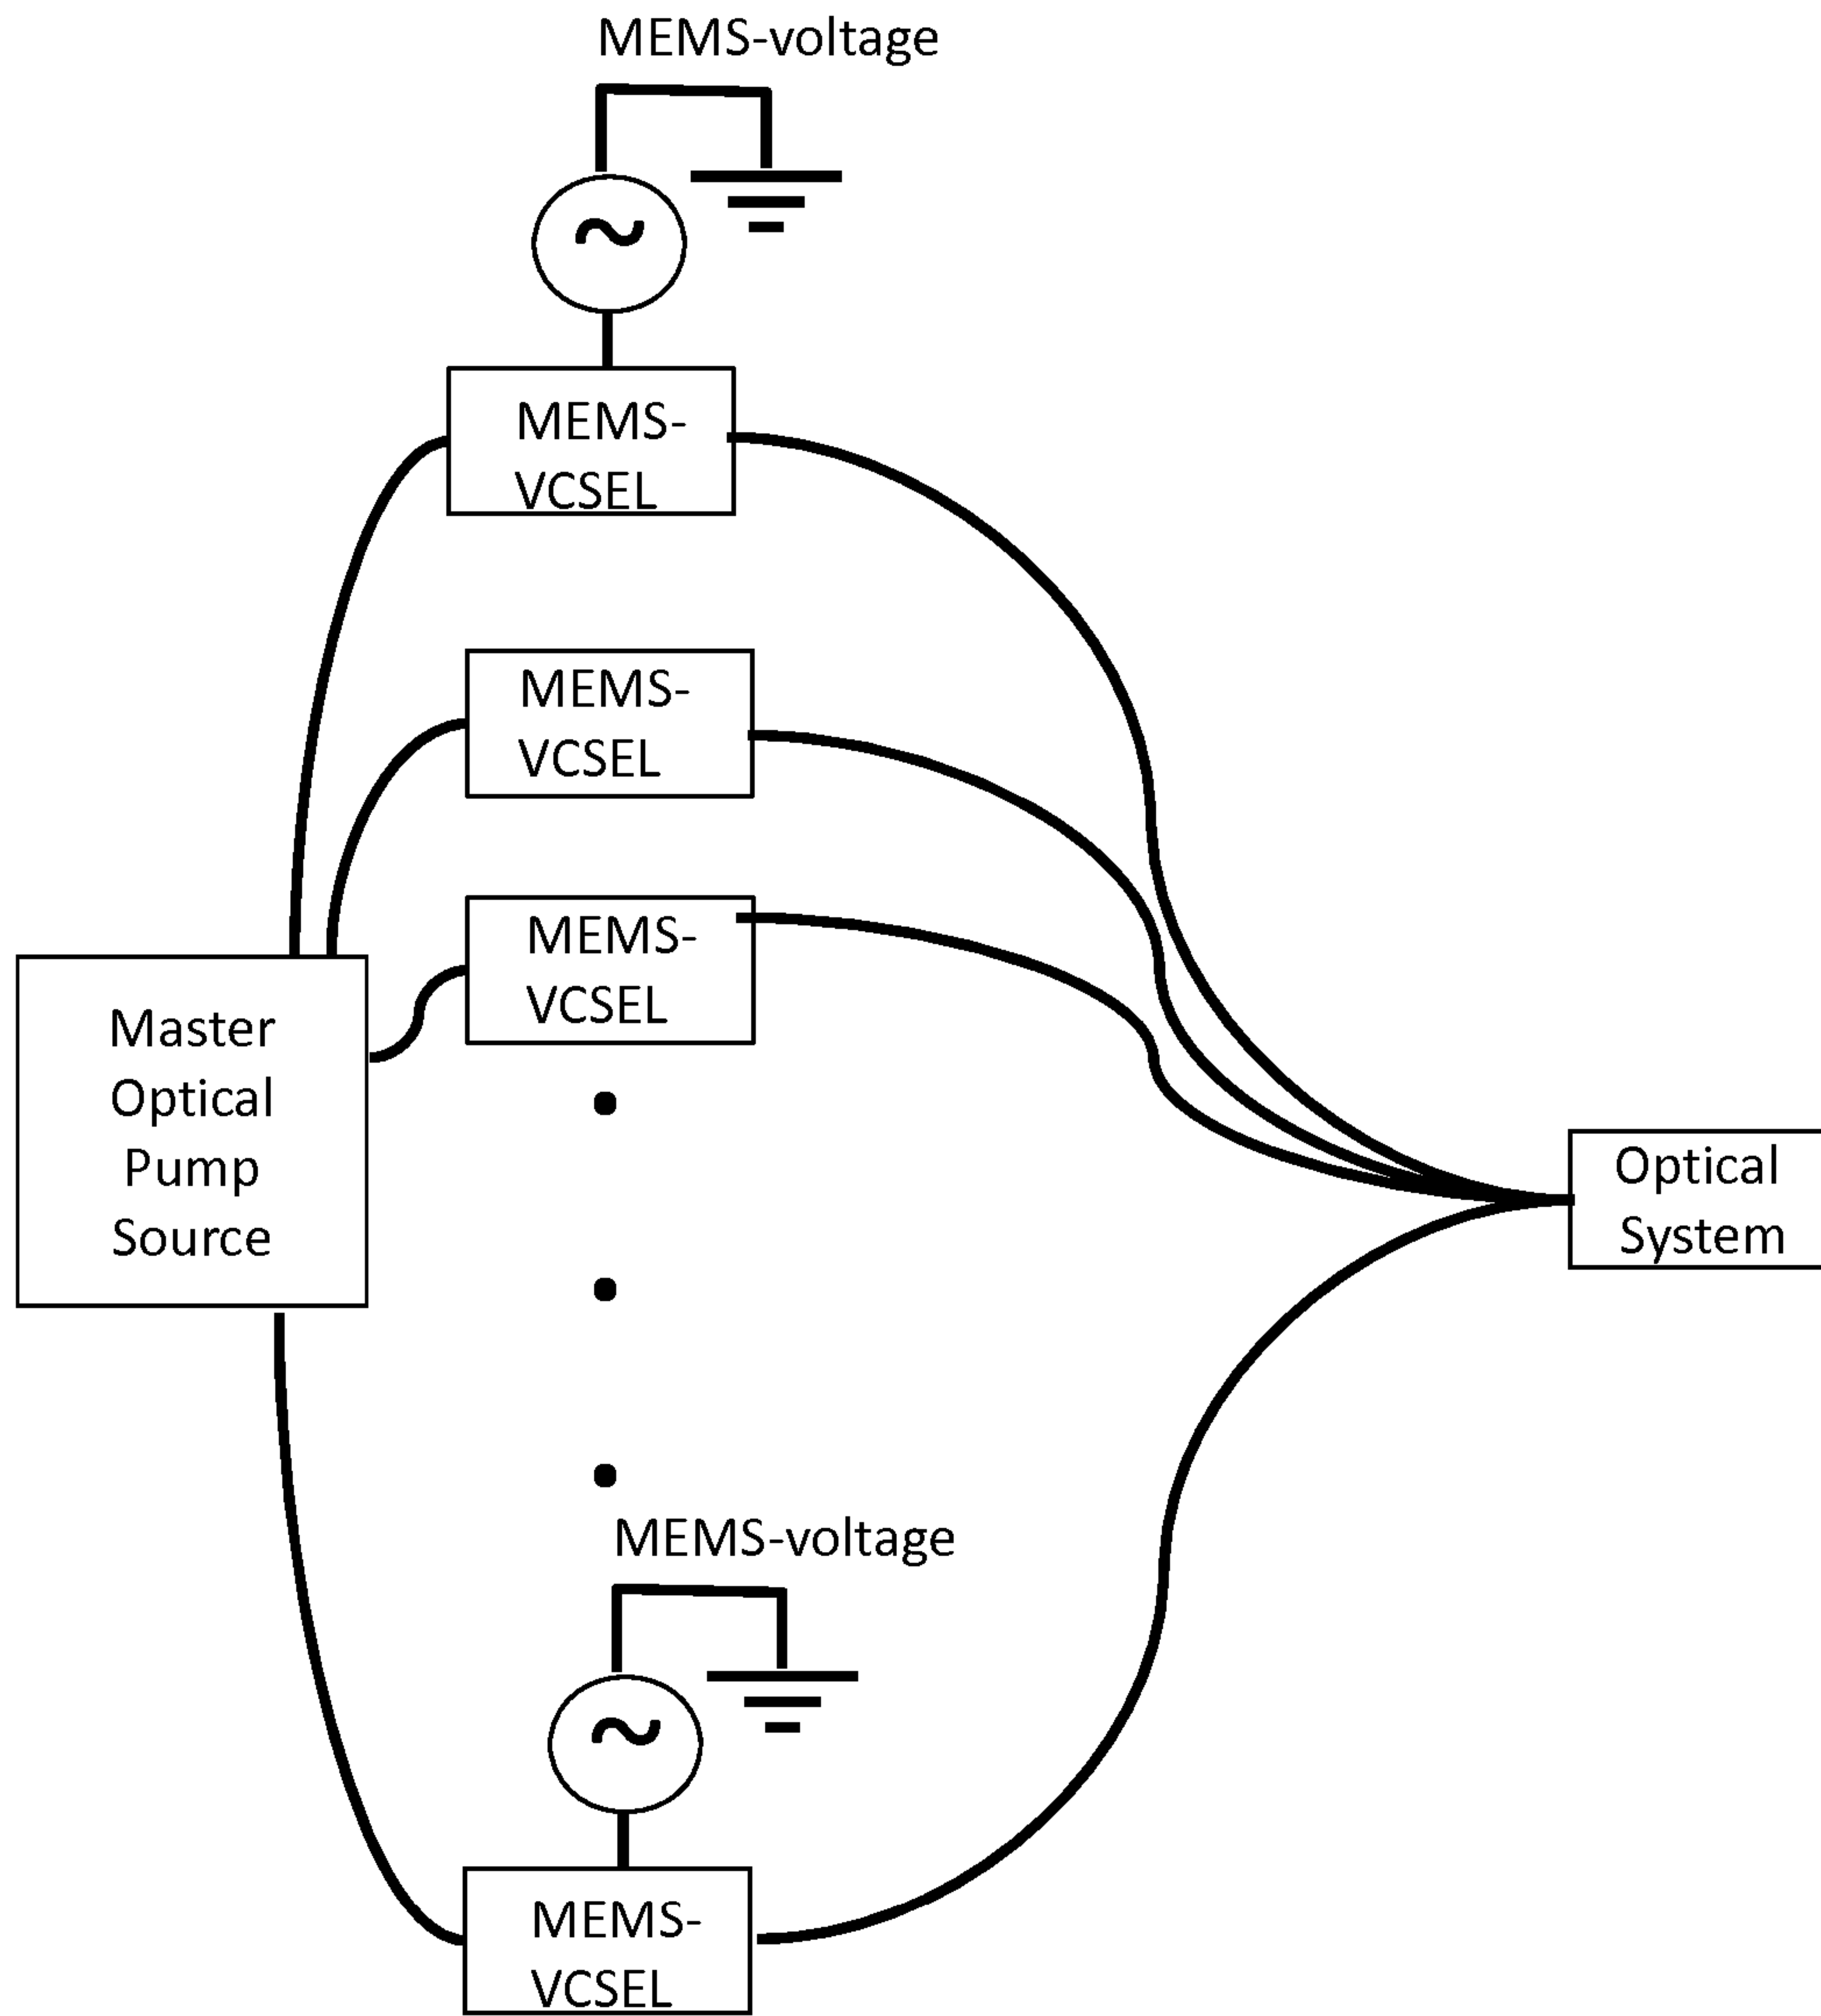 MEMS-voltage
MEMS-
VCSEL
MEMS-
VCSEL
MEMS-
VCSEL
Master
Optical
Pump
Source
Optical
System
MEMS-voltage
MEMS-
VCSEL